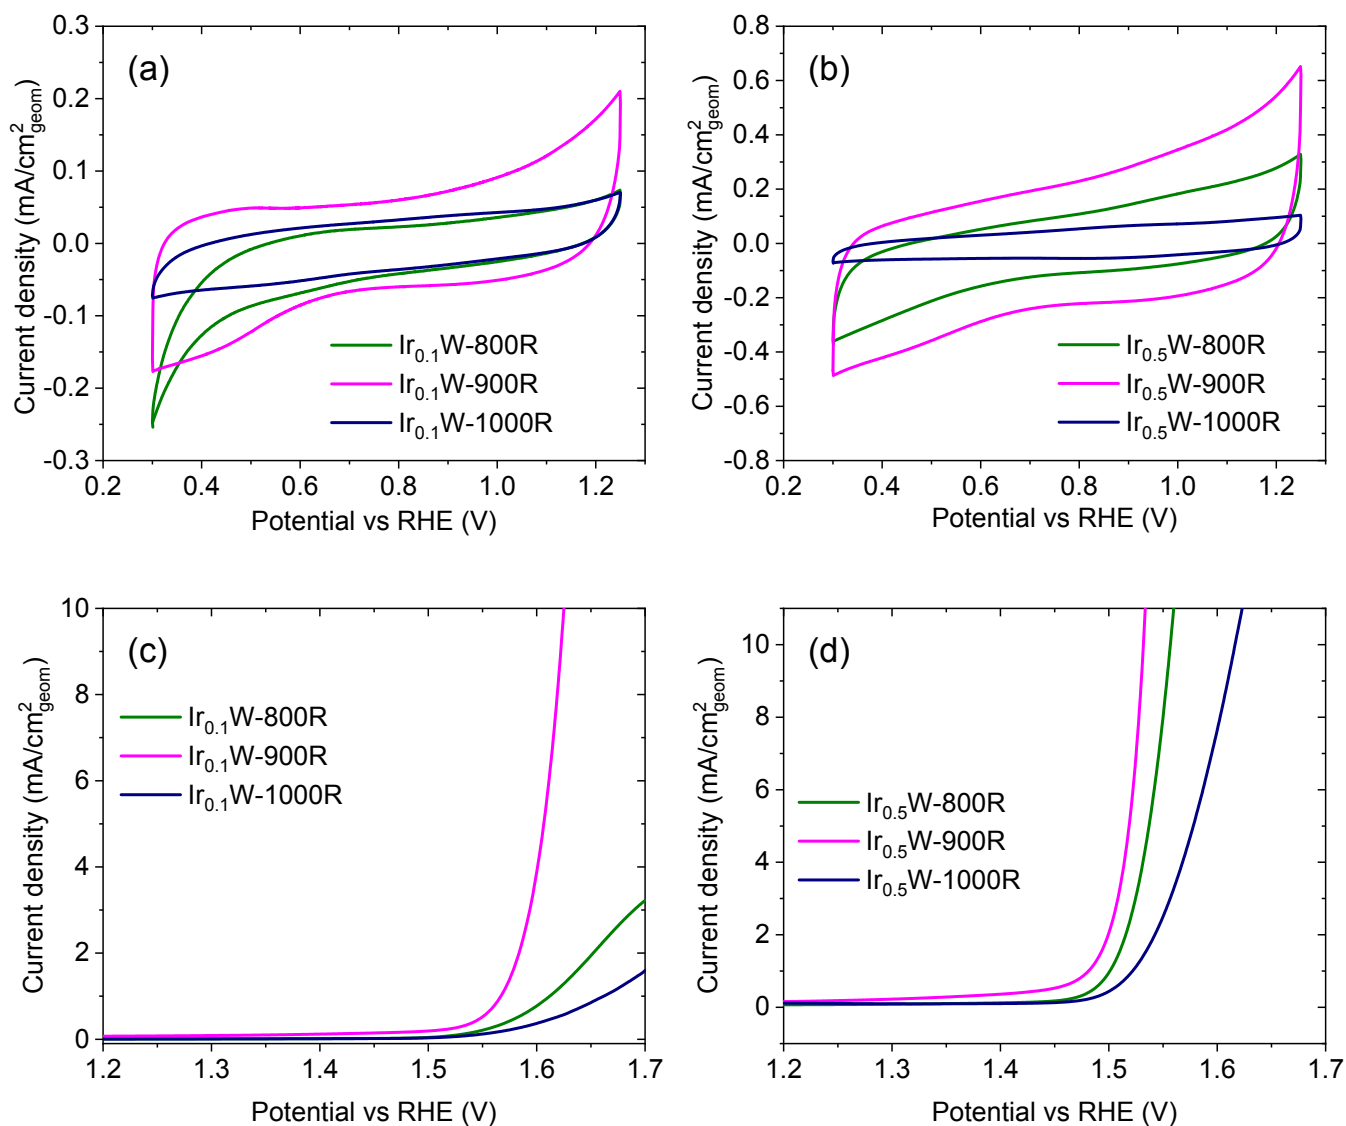 (a)
0.3
0.2
0.1
0.0
-0.1
-0.2
-0.3
Current density (mA/cm²geom)
Ir0.1W-800R
Ir0.1W-900R
Ir0.1W-1000R
0.2 0.4 0.6 0.8 1.0 1.2
Potential vs RHE (V)
(b)
0.8
0.6
0.4
0.2
0.0
-0.2
-0.4
-0.6
-0.8
Current density (mA/cm²geom)
Ir0.5W-800R
Ir0.5W-900R
Ir0.5W-1000R
0.2 0.4 0.6 0.8 1.0 1.2
Potential vs RHE (V)
(c)
10
8
6
4
2
0
Current density (mA/cm²geom)
Ir0.1W-800R
Ir0.1W-900R
Ir0.1W-1000R
1.2 1.3 1.4 1.5 1.6 1.7
Potential vs RHE (V)
(d)
10
8
6
4
2
0
Current density (mA/cm²geom)
Ir0.5W-800R
Ir0.5W-900R
Ir0.5W-1000R
1.2 1.3 1.4 1.5 1.6 1.7
Potential vs RHE (V)